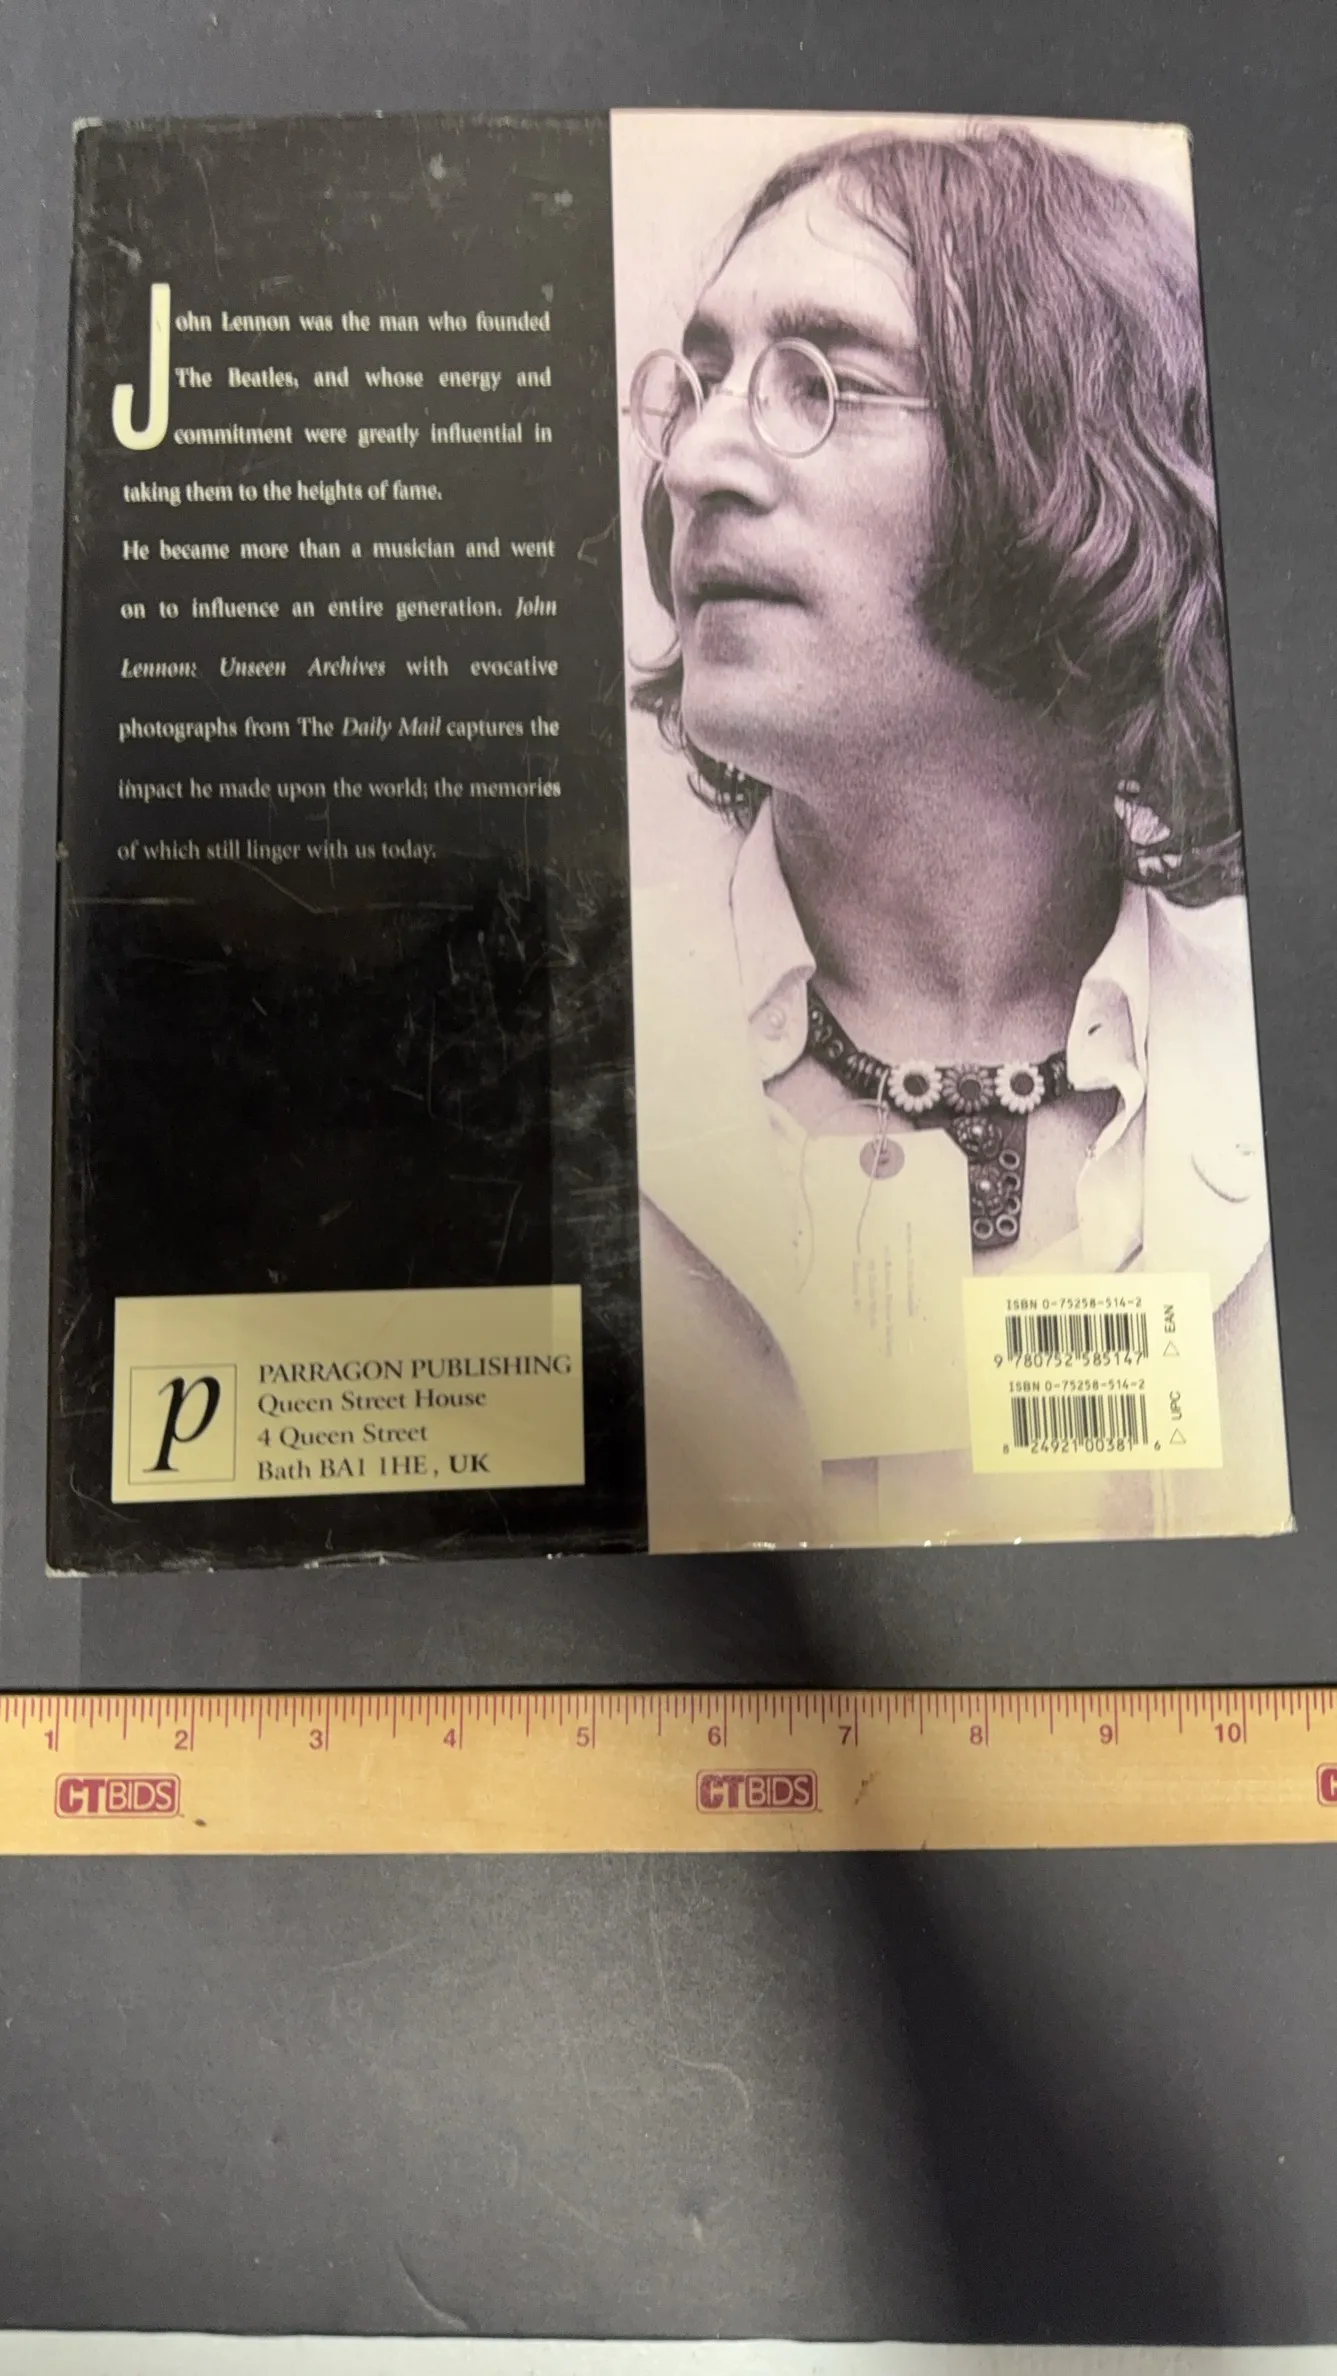 John Lennon was the man who founded
The Beatles, and whose energy and
commitment were greatly influential in
taking them to the heights of fame.
He became more than a musician and went
on to influence an entire generation. John
Lennon: Unseen Archives with evocative
photographs from The Daily Mail captures the
impact he made upon the world; the memories
of which still linger with us today.
p
PARRAGON PUBLISHING
Queen Street House
4 Queen Street
Bath BA1 1HE, UK
ISBN 0-75258-514-2
9 780752 585147
EAN
ISBN 0-75258-514-2
8 24921 00381 6
UPC
1 2 3 4 5 6 7 8 9 10
CTBIDS CTBIDS